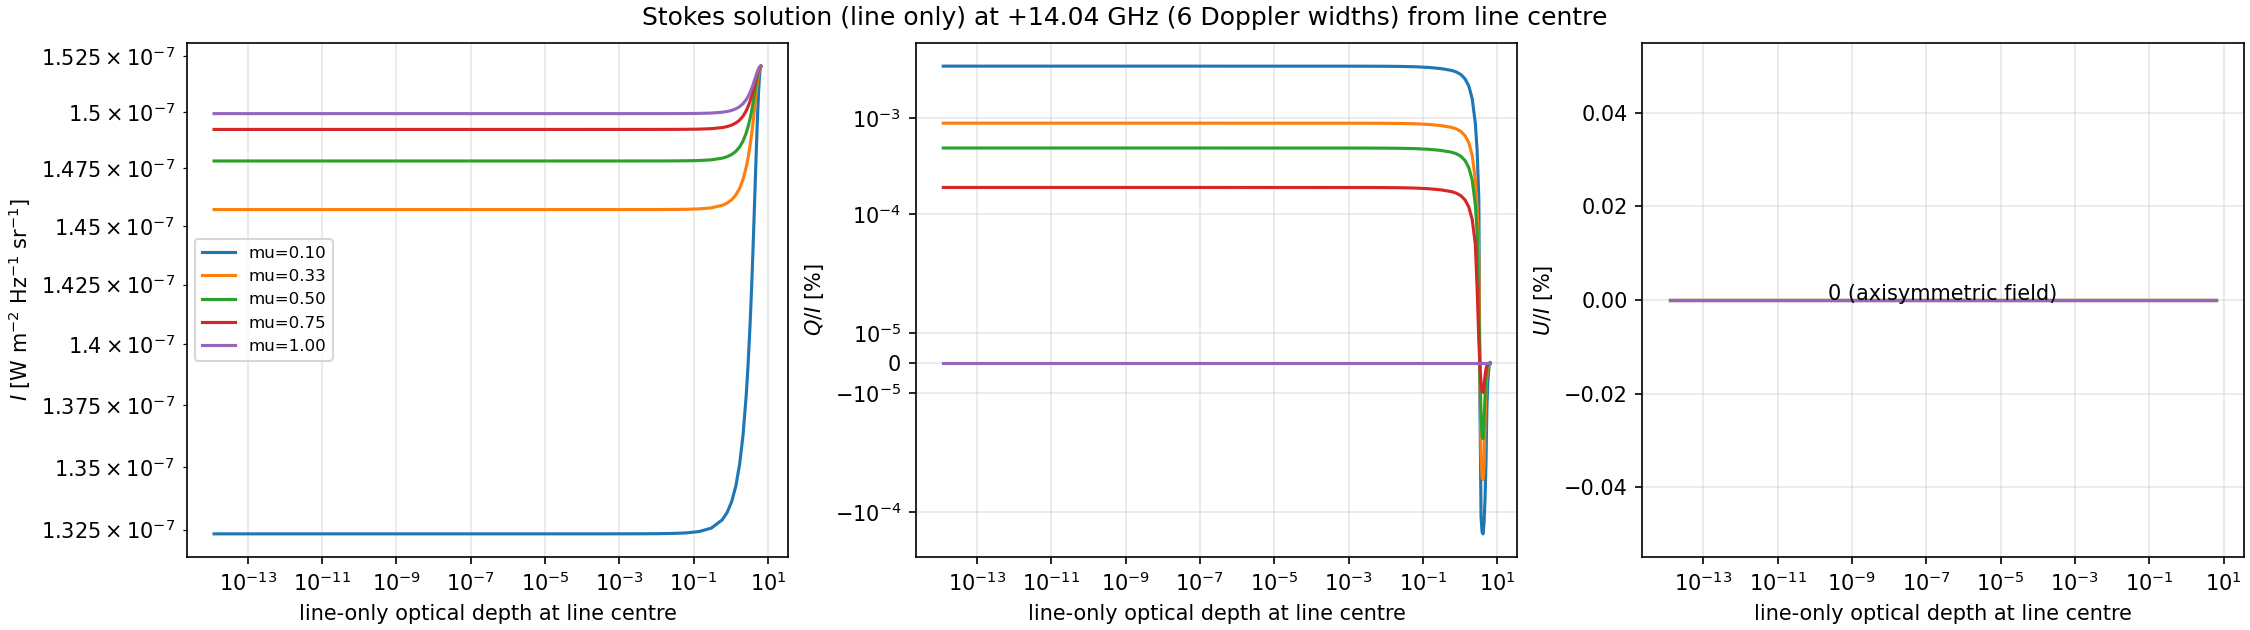 Stokes solution (line only) at +14.04 GHz (6 Doppler widths) from line centre
1.525 × 10⁻⁷
1.5 × 10⁻⁷
1.475 × 10⁻⁷
1.45 × 10⁻⁷
1.425 × 10⁻⁷
1.4 × 10⁻⁷
1.375 × 10⁻⁷
1.35 × 10⁻⁷
1.325 × 10⁻⁷
I [W m⁻² Hz⁻¹ sr⁻¹]
mu=0.10
mu=0.33
mu=0.50
mu=0.75
mu=1.00
10⁻¹³ 10⁻¹¹ 10⁻⁹ 10⁻⁷ 10⁻⁵ 10⁻³ 10⁻¹ 10¹
line-only optical depth at line centre
10⁻³
10⁻⁴
10⁻⁵
0
−10⁻⁵
−10⁻⁴
Q/I [%]
10⁻¹³ 10⁻¹¹ 10⁻⁹ 10⁻⁷ 10⁻⁵ 10⁻³ 10⁻¹ 10¹
line-only optical depth at line centre
0.04
0.02
0.00
−0.02
−0.04
U/I [%]
0 (axisymmetric field)
10⁻¹³ 10⁻¹¹ 10⁻⁹ 10⁻⁷ 10⁻⁵ 10⁻³ 10⁻¹ 10¹
line-only optical depth at line centre